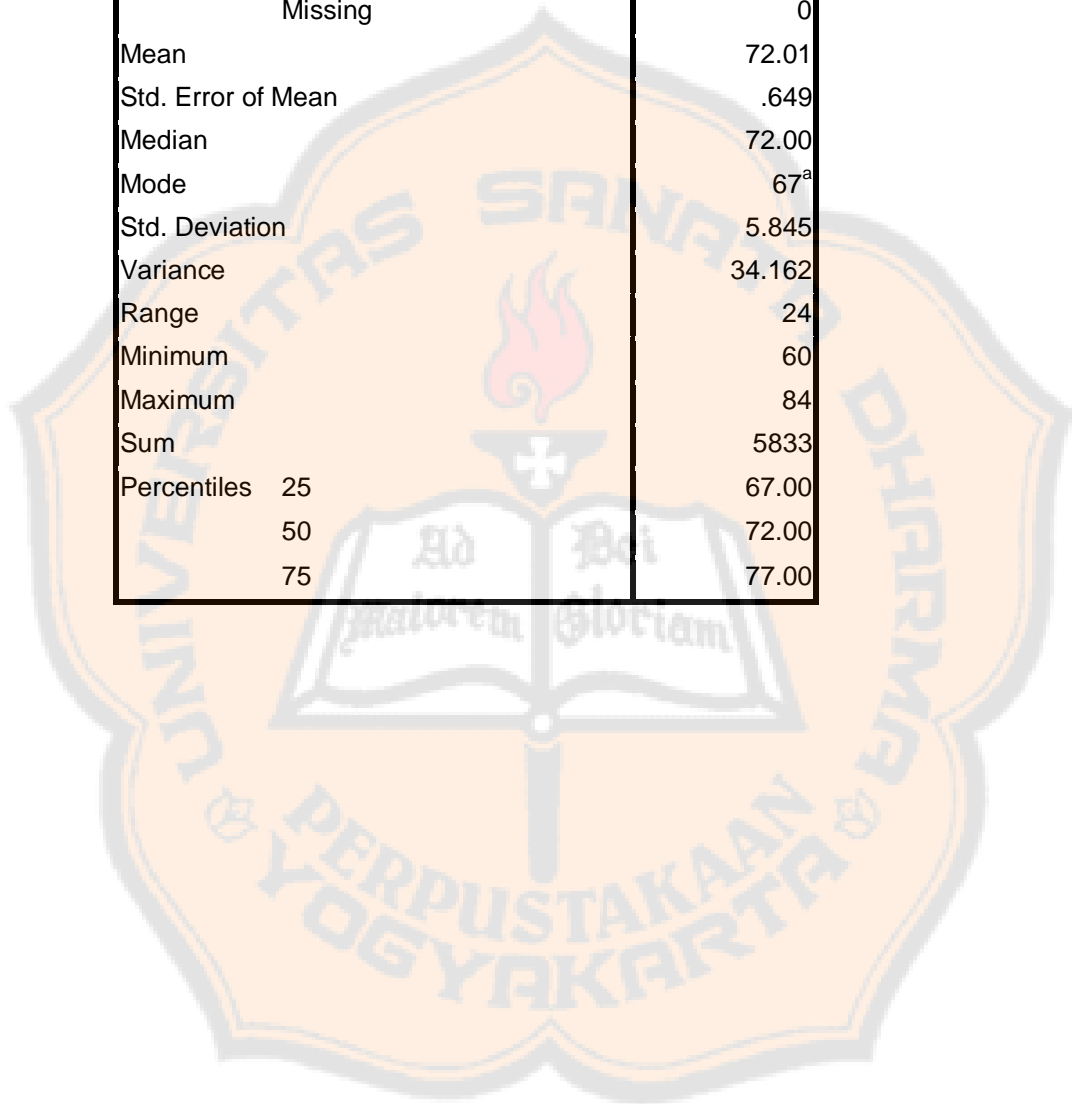 Missing 0
Mean 72.01
Std. Error of Mean .649
Median 72.00
Mode 67a
Std. Deviation 5.845
Variance 34.162
Range 24
Minimum 60
Maximum 84
Sum 5833
Percentiles 25 67.00
50 72.00
75 77.00
UNIVERSITAS SANATA DHARMA
Ad Dei
Maiorem Gloriam
PERPUSTAKAAN
YOGYAKARTA